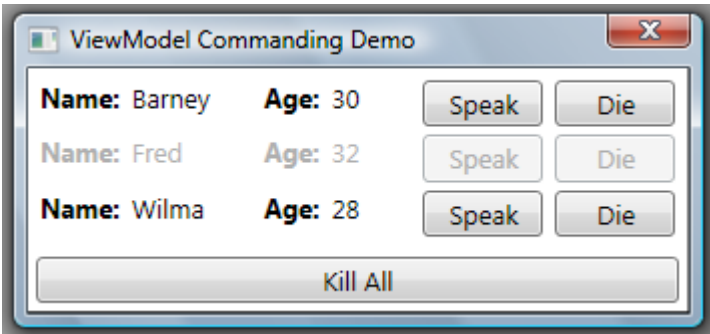 ViewModel Commanding Demo
Name: Barney Age: 30 Speak Die
Name: Fred Age: 32 Speak Die
Name: Wilma Age: 28 Speak Die
Kill All